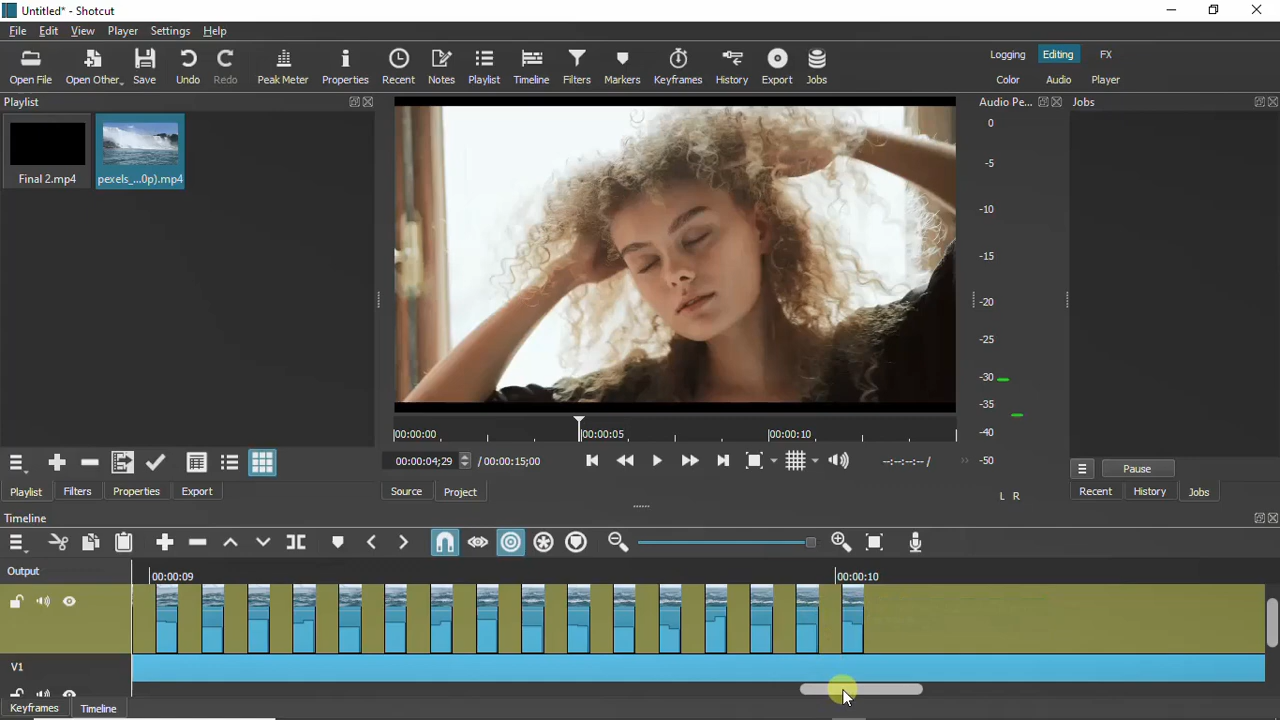 Untitled* - Shotcut
File Edit View Player Settings Help
Open File Open Other... Save Undo Redo Peak Meter Properties Recent Notes Playlist Timeline Filters Markers Keyframes History Export Jobs
Logging Editing FX
Color Audio Player
Playlist
Audio Pe...
Jobs
Final 2.mp4
pexels_...0p).mp4
0
-5
-10
-15
-20
-25
-30
-35
-40
-50
L R
00:00:00 00:00:05 00:00:10
00:00:04;29 / 00:00:15;00 --:--:--:-- /
Playlist Filters Properties Export
Source Project
Pause
Recent History Jobs
Timeline
Output
00:00:09 00:00:10
V1
Keyframes Timeline